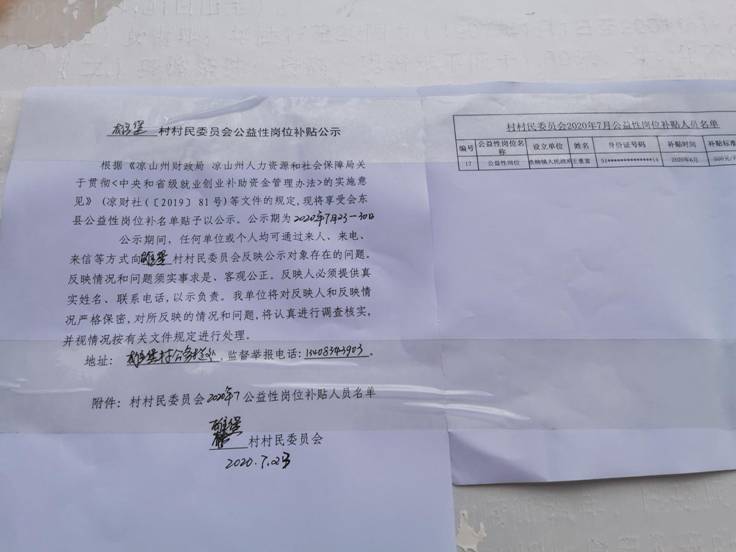 村村民委员会公益性岗位补贴公示
根据《凉山州财政局 凉山州人力资源和社会保障局关
于贯彻<中央和省级就业创业补助资金管理办法>的实施意
见》(凉财社([2019] 81号)等文件的规定,现将享受会东
县公益性岗位补名单贴予以公示。公示期为2020年7月23-30日
公示期间,任何单位或个人均可通过来人、来电、
来信等方式向 村村民委员会反映公示对象存在的问题。
反映情况和问题须实事求是、客观公正。反映人必须提供真
实姓名、联系电话,以示负责。我单位将对反映人和反映情
况严格保密,对所反映的情况和问题,将认真进行调查核实,
并视情况按有关文件规定进行处理。
地址: 村 监督举报电话:13408343903。
附件:村村民委员会2020年7公益性岗位补贴人员名单
村村民委员会
2020.7.23
村村民委员会2020年7月公益性岗位补贴人员名单
编号 公益性岗位名称 设立单位 姓名 身份证号码 补贴时间 补贴标准
17 公益性岗位 镇人民政府 2020年6月